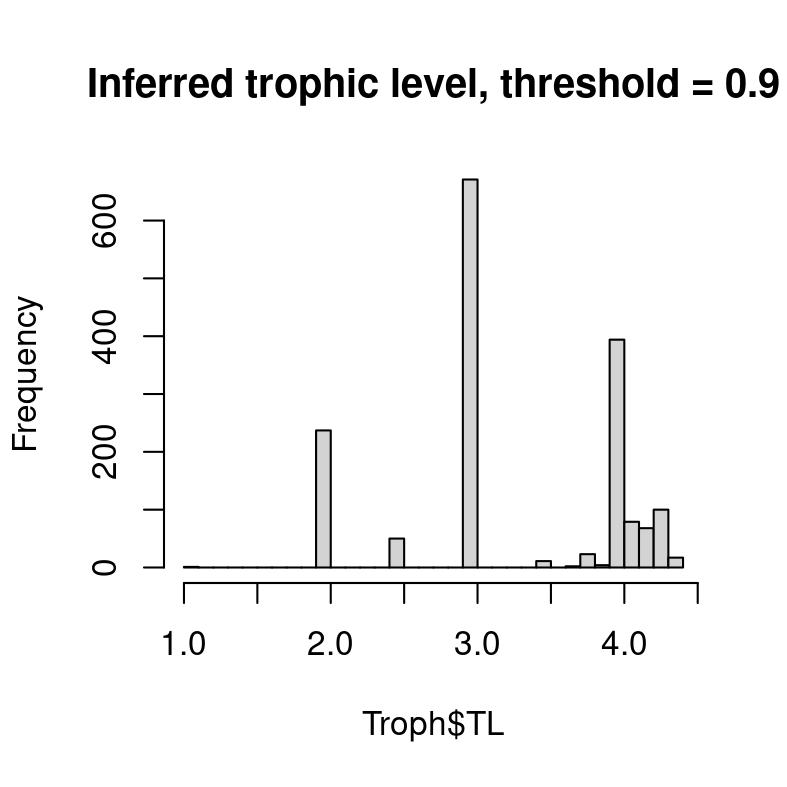 Inferred trophic level, threshold = 0.9
Frequency
600
400
200
0
1.0 2.0 3.0 4.0
Troph$TL